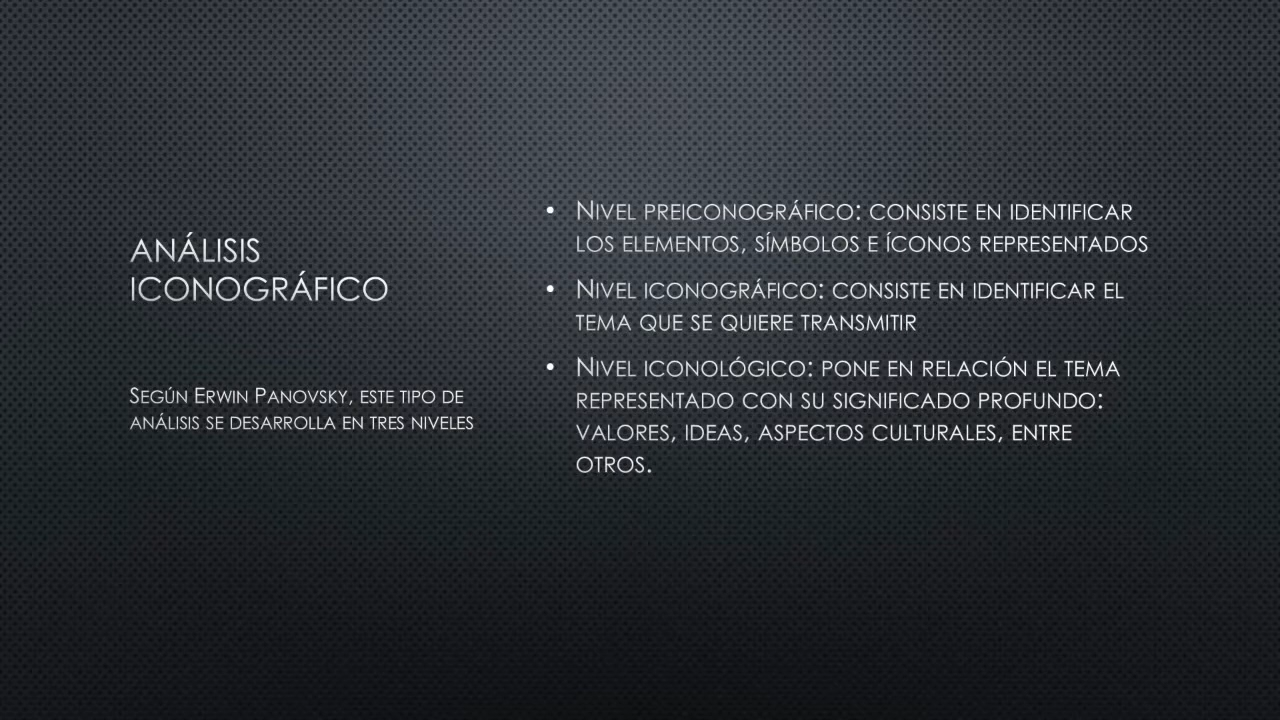 ANÁLISIS
ICONOGRÁFICO
SEGÚN ERWIN PANOVSKY, ESTE TIPO DE
ANÁLISIS SE DESARROLLA EN TRES NIVELES
• NIVEL PREICONOGRÁFICO: CONSISTE EN IDENTIFICAR
LOS ELEMENTOS, SÍMBOLOS E ÍCONOS REPRESENTADOS
• NIVEL ICONOGRÁFICO: CONSISTE EN IDENTIFICAR EL
TEMA QUE SE QUIERE TRANSMITIR
• NIVEL ICONOLÓGICO: PONE EN RELACIÓN EL TEMA
REPRESENTADO CON SU SIGNIFICADO PROFUNDO:
VALORES, IDEAS, ASPECTOS CULTURALES, ENTRE
OTROS.